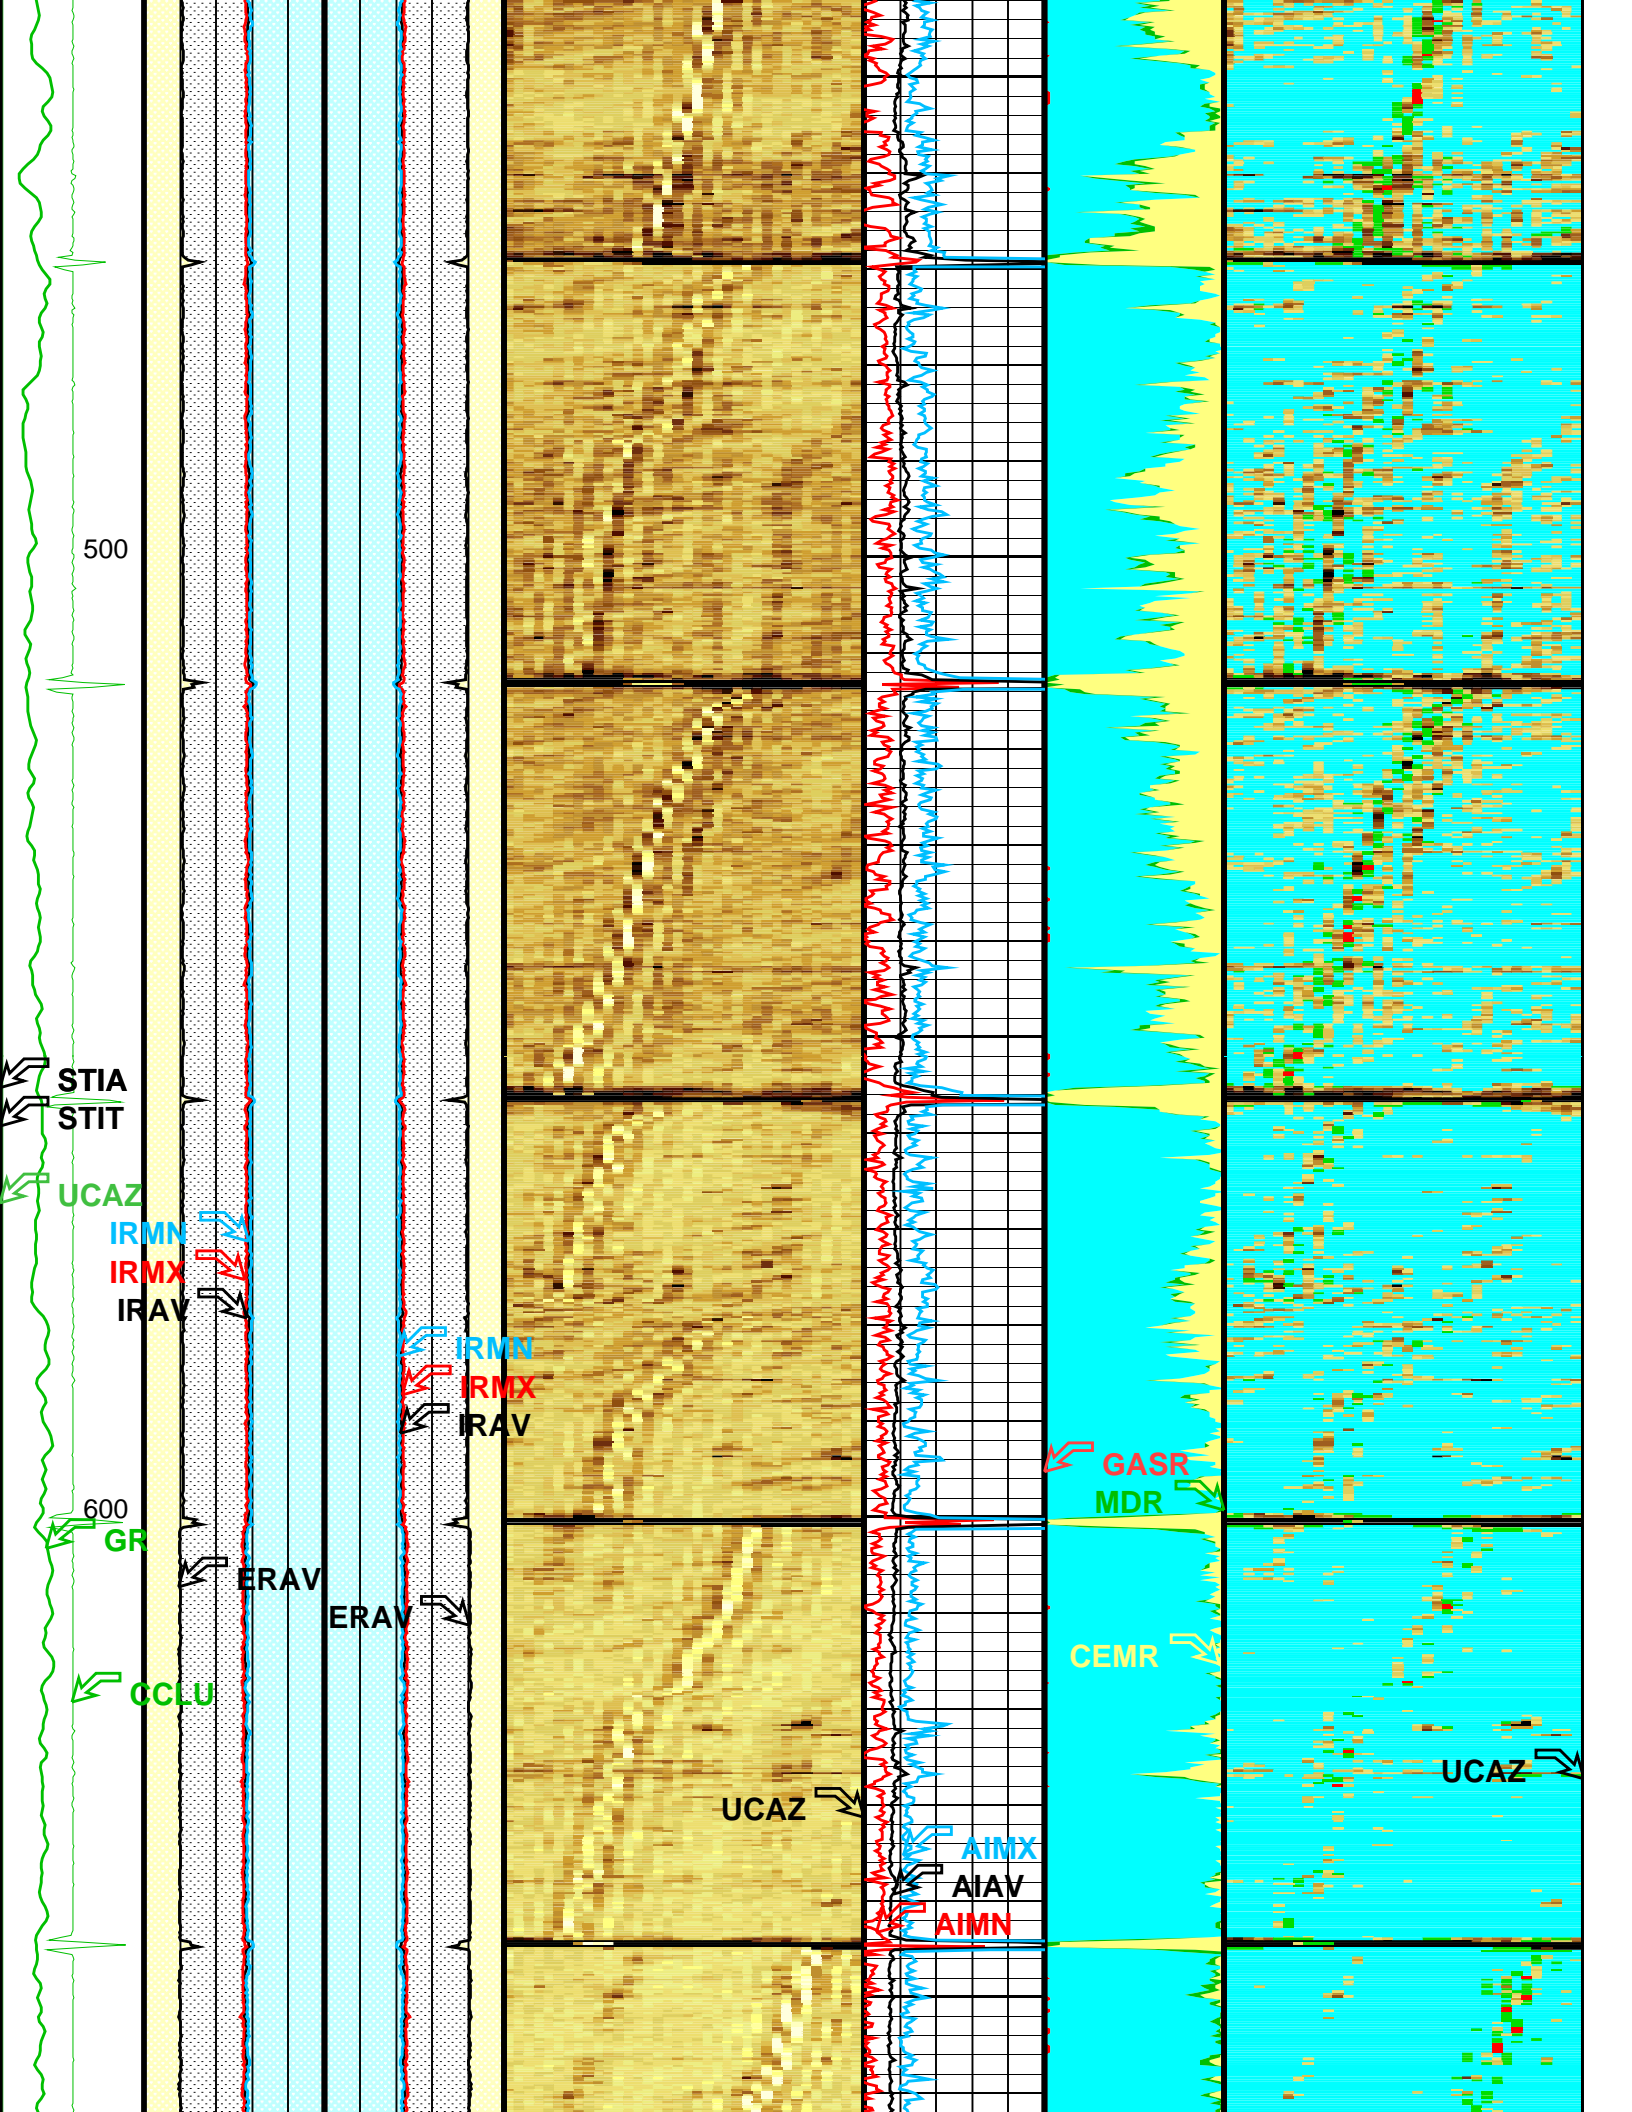 500
STIA
STIT
UCAZ
IRMN
IRMX
IRAV
IRMN
IRMX
IRAV
GASR
MDR
600
GR
ERAV
ERAV
CEMR
CCLU
UCAZ
UCAZ
AIMX
AIAV
AIMN